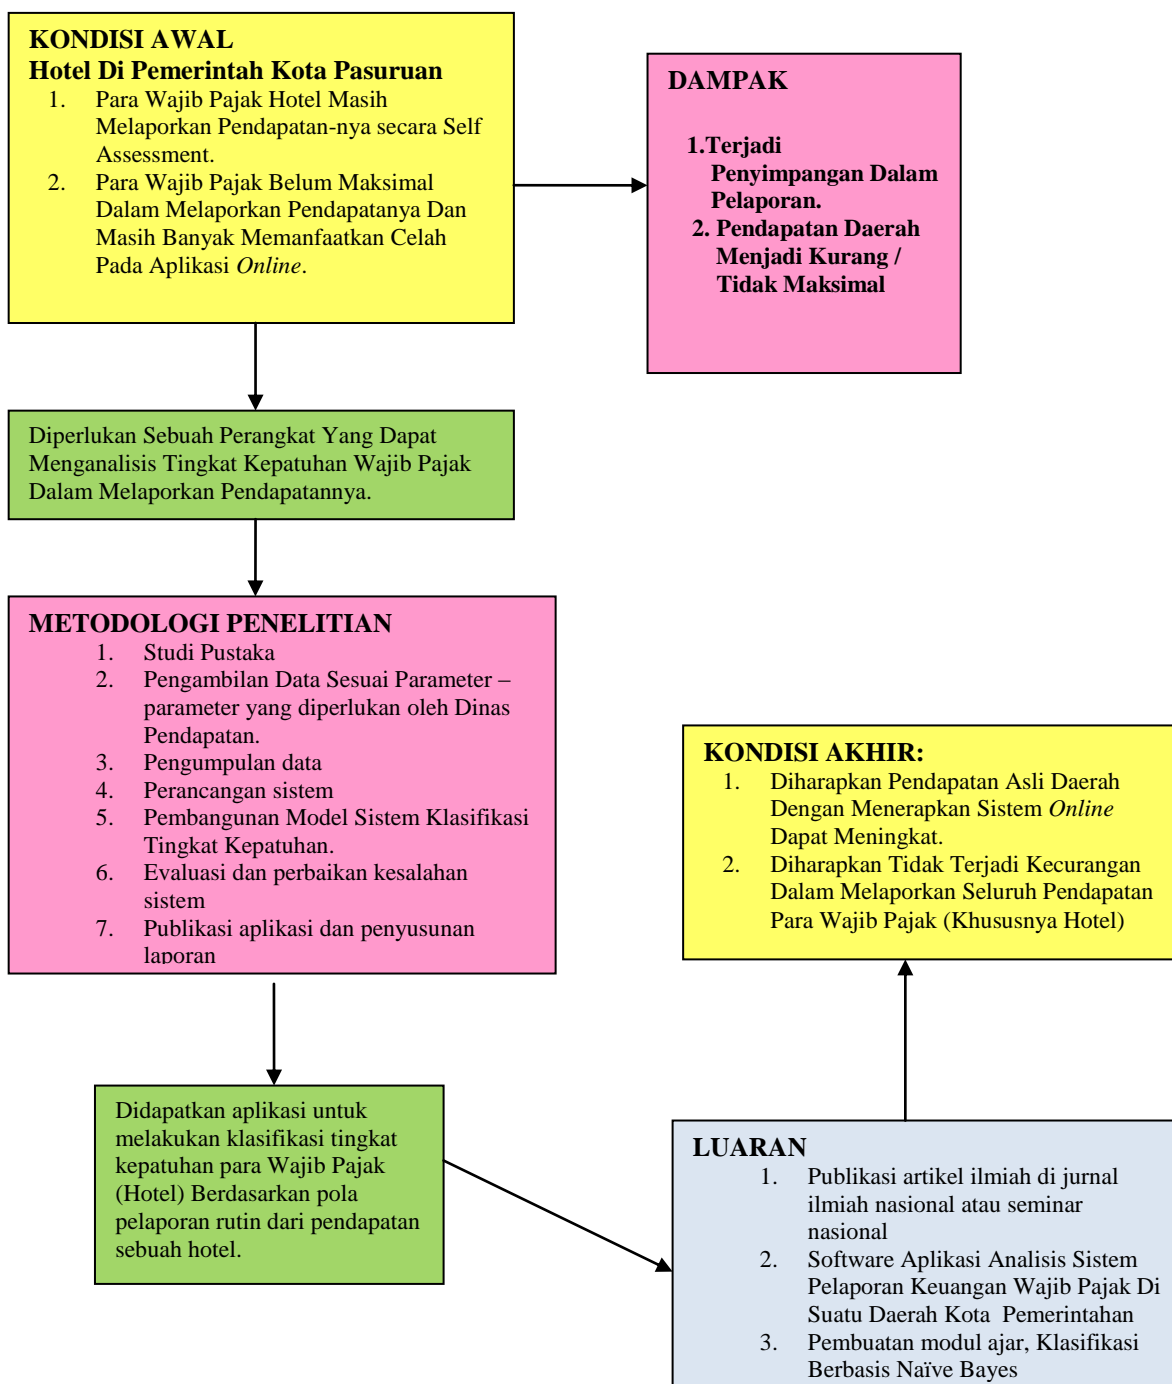 KONDISI AWAL
Hotel Di Pemerintah Kota Pasuruan
1. Para Wajib Pajak Hotel Masih
Melaporkan Pendapatan-nya secara Self
Assessment.
2. Para Wajib Pajak Belum Maksimal
Dalam Melaporkan Pendapatanya Dan
Masih Banyak Memanfaatkan Celah
Pada Aplikasi Online.
DAMPAK
1.Terjadi
Penyimpangan Dalam
Pelaporan.
2. Pendapatan Daerah
Menjadi Kurang /
Tidak Maksimal
Diperlukan Sebuah Perangkat Yang Dapat
Menganalisis Tingkat Kepatuhan Wajib Pajak
Dalam Melaporkan Pendapatannya.
METODOLOGI PENELITIAN
1. Studi Pustaka
2. Pengambilan Data Sesuai Parameter –
parameter yang diperlukan oleh Dinas
Pendapatan.
3. Pengumpulan data
4. Perancangan sistem
5. Pembangunan Model Sistem Klasifikasi
Tingkat Kepatuhan.
6. Evaluasi dan perbaikan kesalahan
sistem
7. Publikasi aplikasi dan penyusunan
laporan
KONDISI AKHIR:
1. Diharapkan Pendapatan Asli Daerah
Dengan Menerapkan Sistem Online
Dapat Meningkat.
2. Diharapkan Tidak Terjadi Kecurangan
Dalam Melaporkan Seluruh Pendapatan
Para Wajib Pajak (Khususnya Hotel)
Didapatkan aplikasi untuk
melakukan klasifikasi tingkat
kepatuhan para Wajib Pajak
(Hotel) Berdasarkan pola
pelaporan rutin dari pendapatan
sebuah hotel.
LUARAN
1. Publikasi artikel ilmiah di jurnal
ilmiah nasional atau seminar
nasional
2. Software Aplikasi Analisis Sistem
Pelaporan Keuangan Wajib Pajak Di
Suatu Daerah Kota Pemerintahan
3. Pembuatan modul ajar, Klasifikasi
Berbasis Naïve Bayes